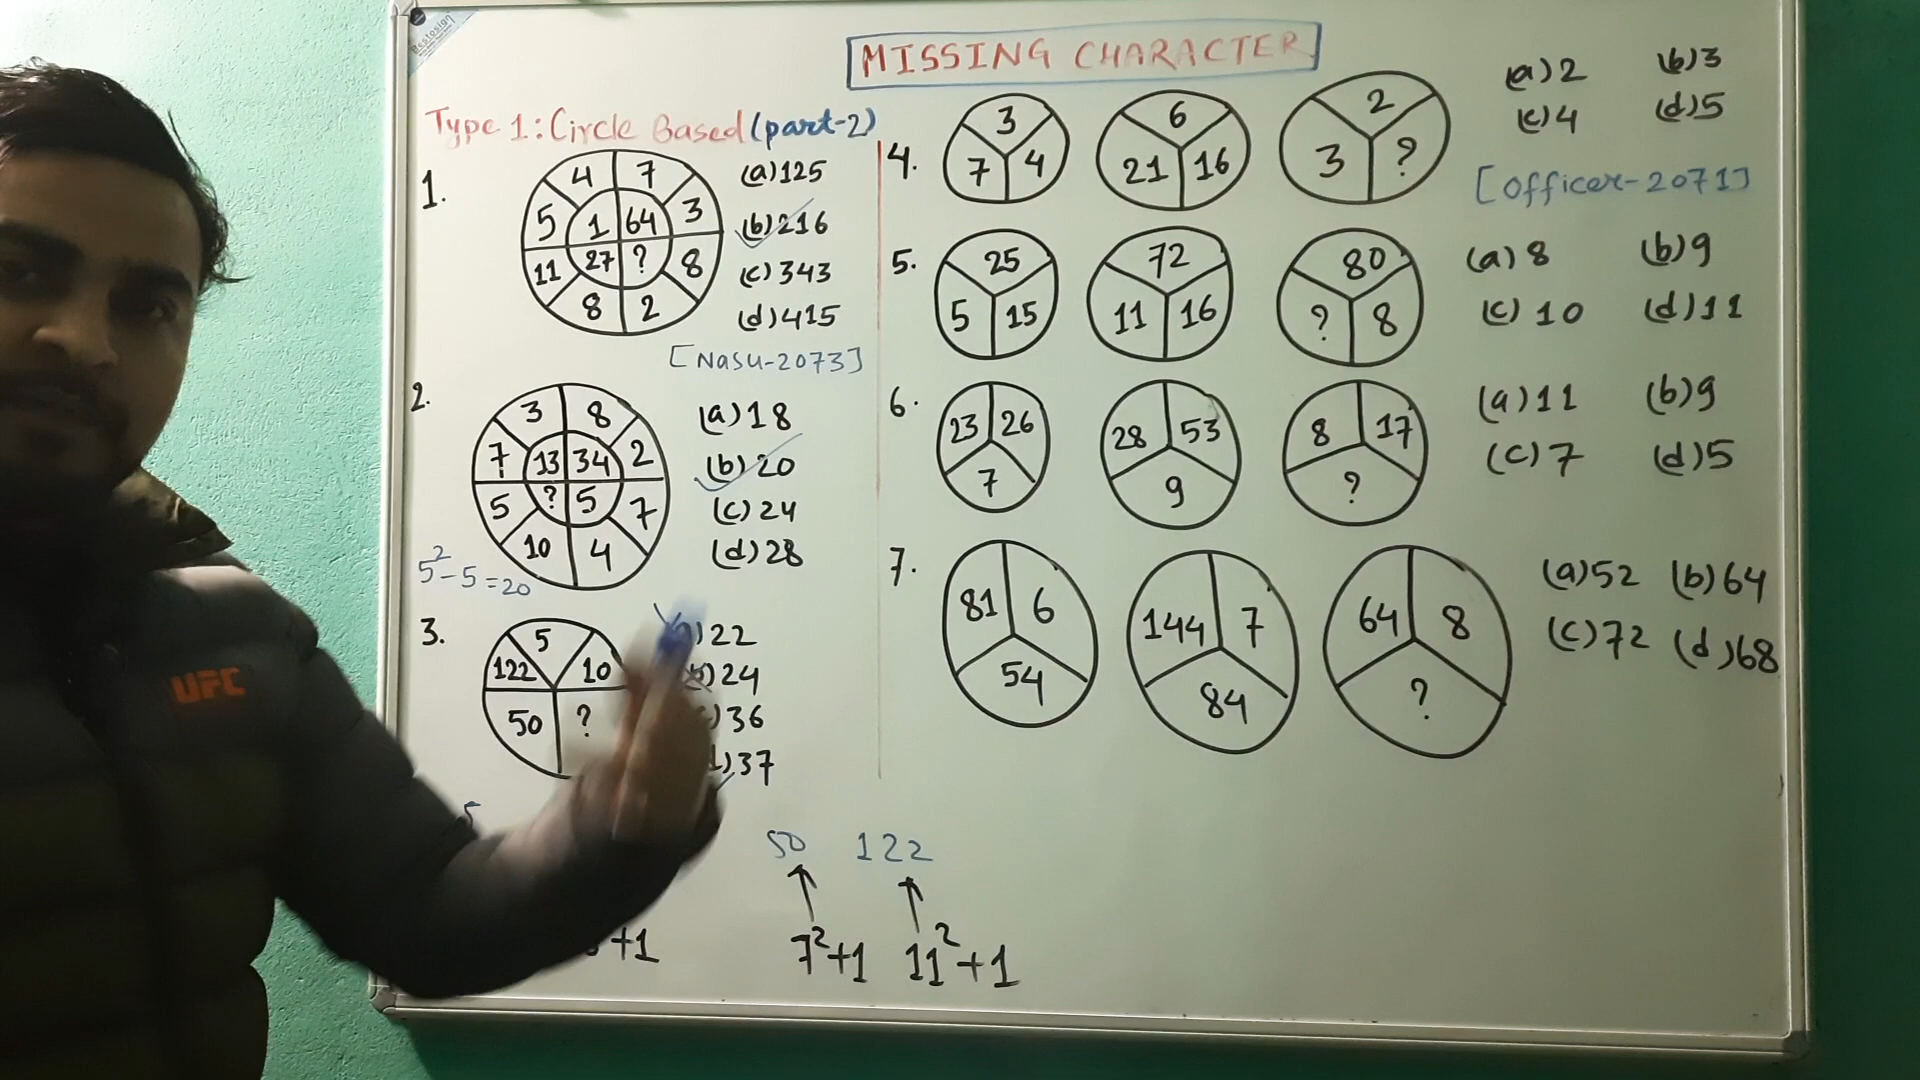 Bestosign
MISSING CHARACTER
Type 1: Circle Based (part-2)
1.
4 7
5 1 64 3
11 27 ? 8
8 2
(a) 125
(b) 216
(c) 343
(d) 415
[Nasu-2073]
2.
3 8
7 13 34 2
5 ? 5 7
10 4
(a) 18
(b) 20
(c) 24
(d) 28
5²-5=20
3.
5
122 10
50 ?
) 22
(b) 24
) 36
) 37
5
50 122
+1 7²+1 11²+1
4.
3 6 2
7 4 21 16 3 ?
(a) 2 (b) 3
(c) 4 (d) 5
[Officer-2071]
5.
25 72 80
5 15 11 16 ? 8
(a) 8 (b) 9
(c) 10 (d) 11
6.
23 26 28 53 8 17
7 9 ?
(a) 11 (b) 9
(c) 7 (d) 5
7.
81 6 144 7 64 8
54 84 ?
(a) 52 (b) 64
(c) 72 (d) 68
UFC